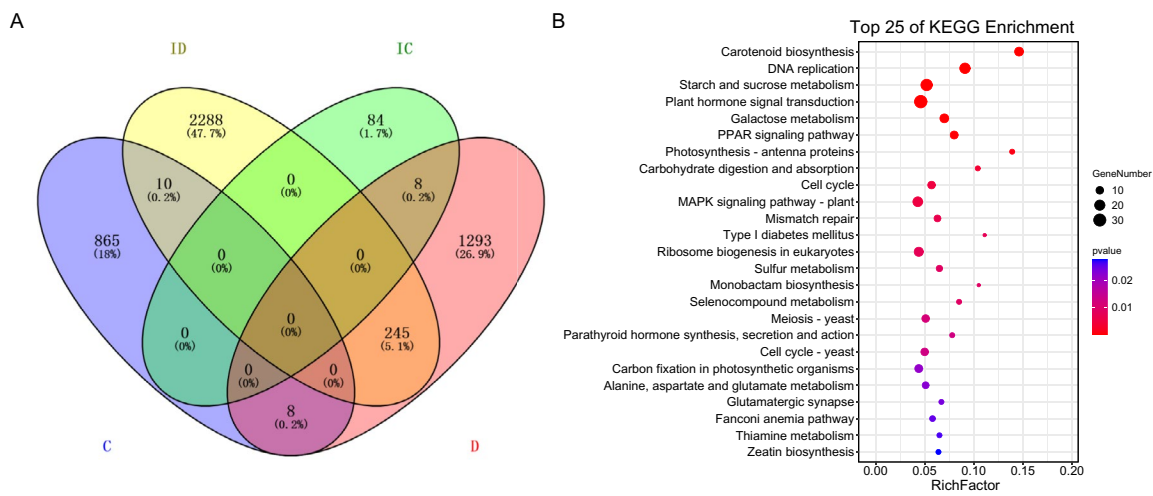 A
ID
IC
2288
(47.7%)
84
(1.7%)
10
(0.2%)
0
(0%)
8
(0.2%)
865
(18%)
0
(0%)
0
(0%)
1293
(26.9%)
0
(0%)
0
(0%)
245
(5.1%)
0
(0%)
0
(0%)
8
(0.2%)
C
D
B
Top 25 of KEGG Enrichment
Carotenoid biosynthesis
DNA replication
Starch and sucrose metabolism
Plant hormone signal transduction
Galactose metabolism
PPAR signaling pathway
Photosynthesis - antenna proteins
Carbohydrate digestion and absorption
Cell cycle
MAPK signaling pathway - plant
Mismatch repair
Type I diabetes mellitus
Ribosome biogenesis in eukaryotes
Sulfur metabolism
Monobactam biosynthesis
Selenocompound metabolism
Meiosis - yeast
Parathyroid hormone synthesis, secretion and action
Cell cycle - yeast
Carbon fixation in photosynthetic organisms
Alanine, aspartate and glutamate metabolism
Glutamatergic synapse
Fanconi anemia pathway
Thiamine metabolism
Zeatin biosynthesis
0.00 0.05 0.10 0.15 0.20
RichFactor
GeneNumber
10
20
30
pvalue
0.02
0.01